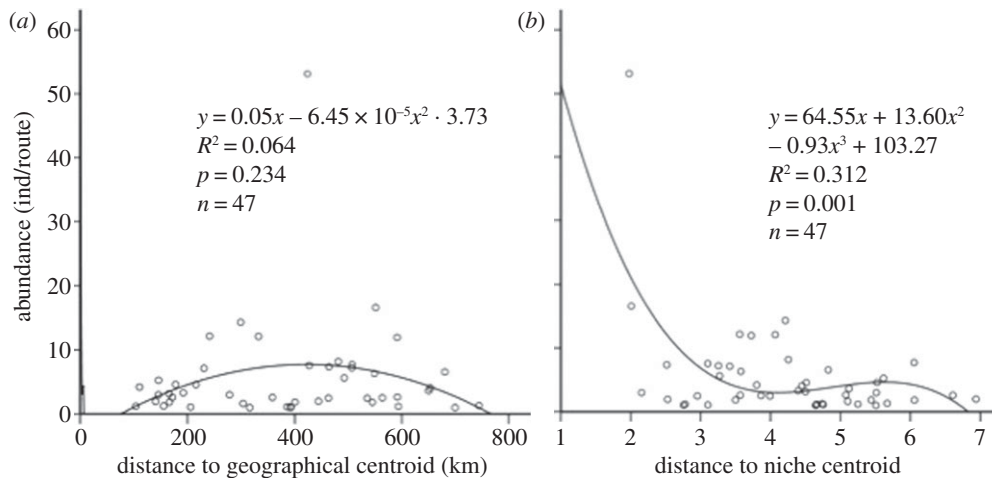 (a)
60
50
40
30
20
10
0
abundance (ind/route)
y = 0.05x – 6.45 × 10⁻⁵x² · 3.73
R² = 0.064
p = 0.234
n = 47
0 200 400 600 800
distance to geographical centroid (km)
(b)
y = 64.55x + 13.60x²
– 0.93x³ + 103.27
R² = 0.312
p = 0.001
n = 47
1 2 3 4 5 6 7
distance to niche centroid